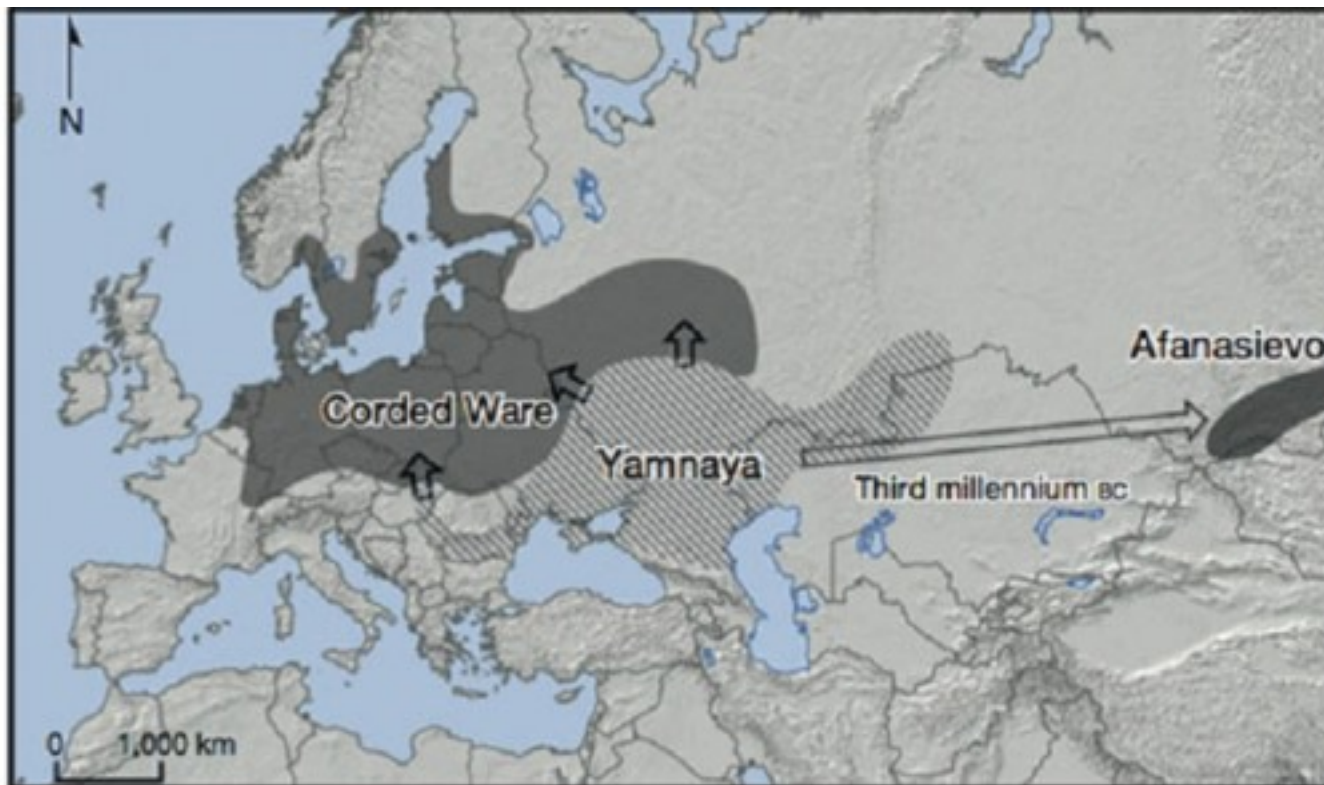 N
Afanasievo
Corded Ware
Yamnaya
Third millennium BC
0 1,000 km